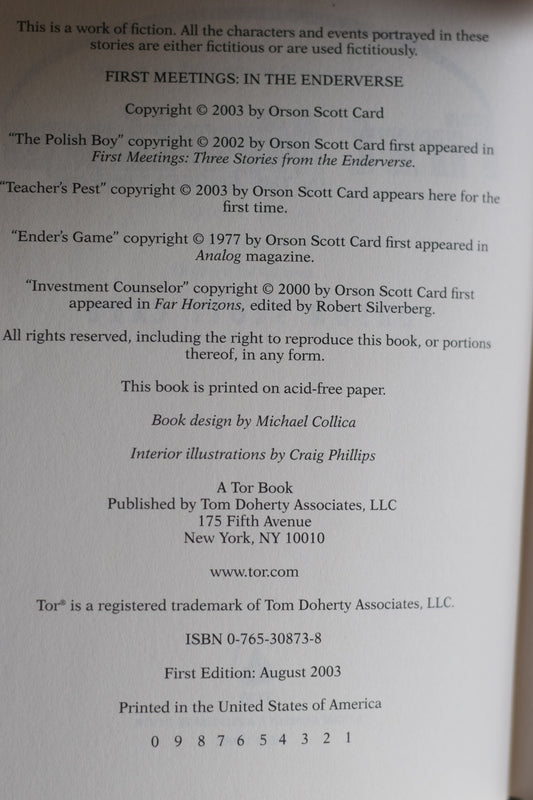 This is a work of fiction. All the characters and events portrayed in these
stories are either fictitious or are used fictitiously.
FIRST MEETINGS: IN THE ENDERVERSE
Copyright © 2003 by Orson Scott Card
“The Polish Boy” copyright © 2002 by Orson Scott Card first appeared in
First Meetings: Three Stories from the Enderverse.
“Teacher’s Pest” copyright © 2003 by Orson Scott Card appears here for the
first time.
“Ender’s Game” copyright © 1977 by Orson Scott Card first appeared in
Analog magazine.
“Investment Counselor” copyright © 2000 by Orson Scott Card first
appeared in Far Horizons, edited by Robert Silverberg.
All rights reserved, including the right to reproduce this book, or portions
thereof, in any form.
This book is printed on acid-free paper.
Book design by Michael Collica
Interior illustrations by Craig Phillips
A Tor Book
Published by Tom Doherty Associates, LLC
175 Fifth Avenue
New York, NY 10010
www.tor.com
Tor® is a registered trademark of Tom Doherty Associates, LLC.
ISBN 0-765-30873-8
First Edition: August 2003
Printed in the United States of America
0 9 8 7 6 5 4 3 2 1